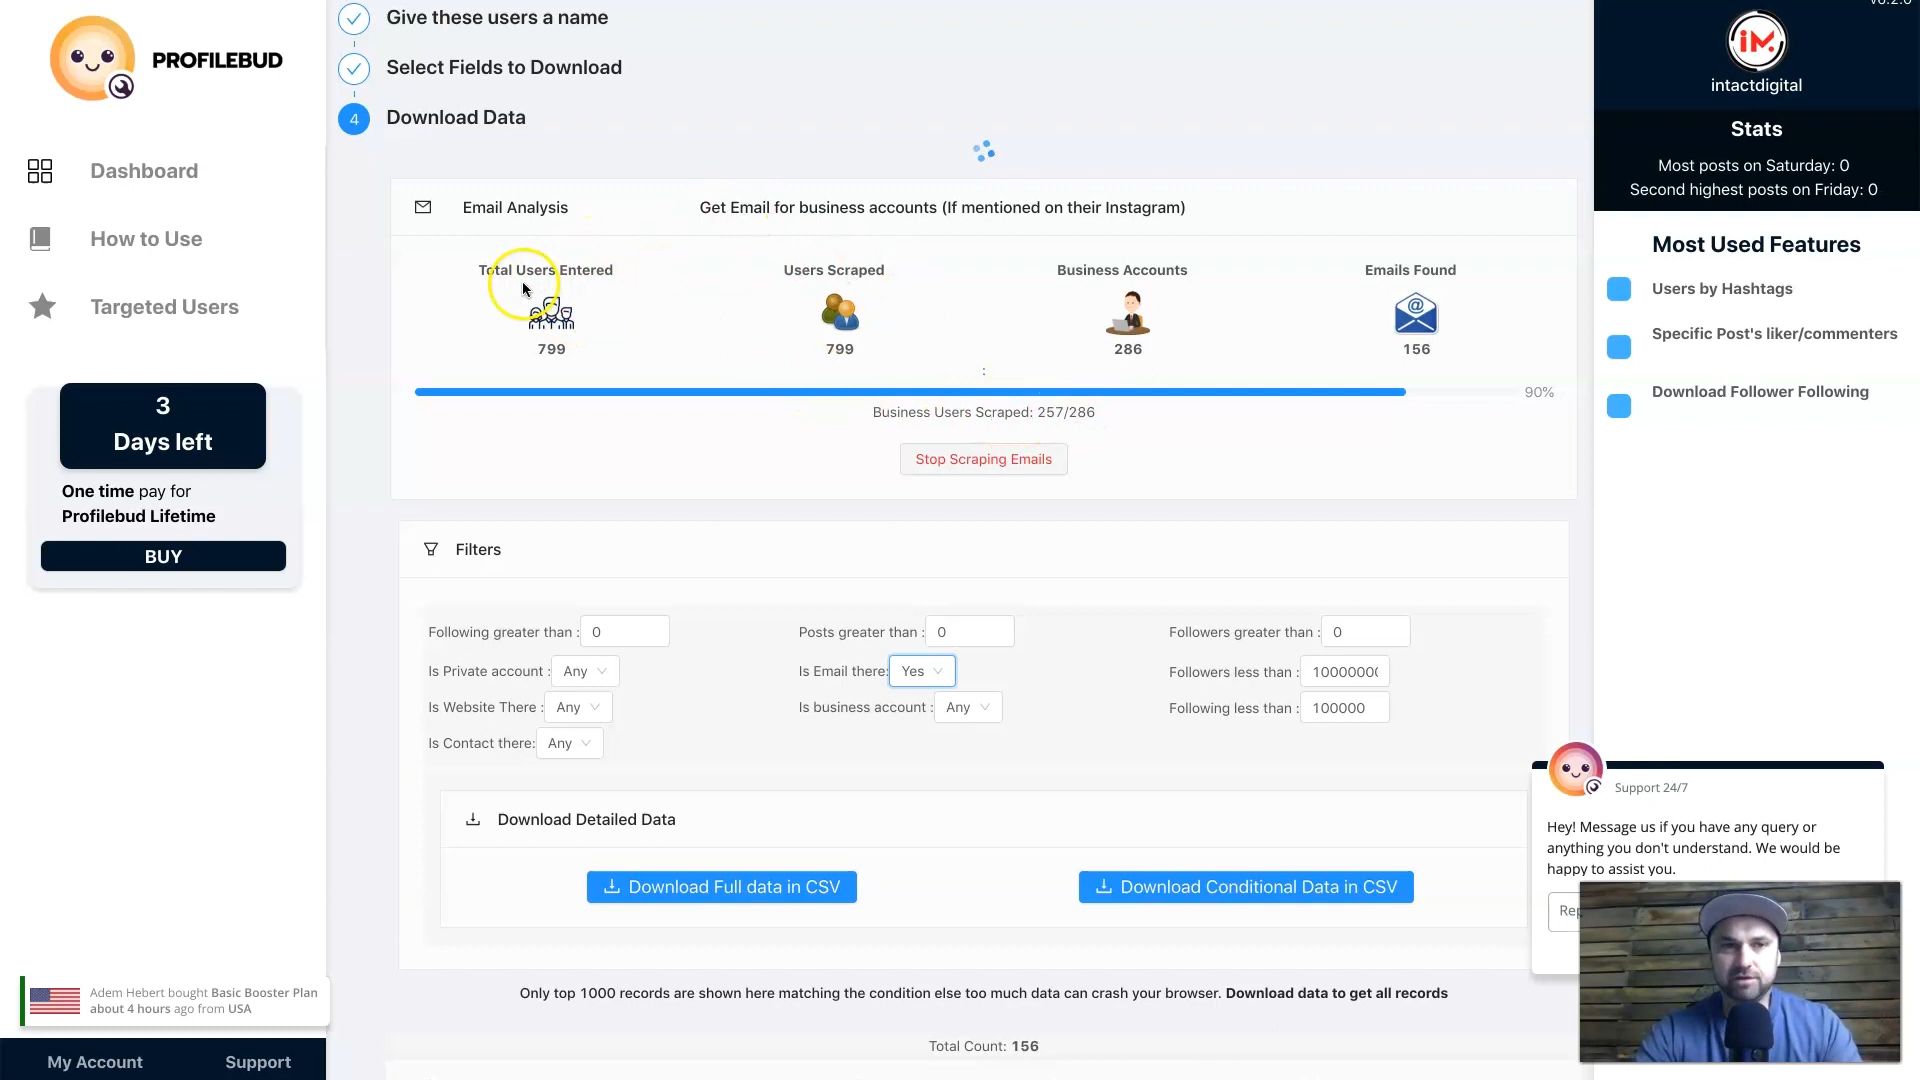 v6.2.6
PROFILEBUD
Dashboard
How to Use
Targeted Users
3
Days left
One time pay for
Profilebud Lifetime
BUY
Adem Hebert bought Basic Booster Plan
about 4 hours ago from USA
My Account
Support
Give these users a name
Select Fields to Download
4
Download Data
Email Analysis
Get Email for business accounts (If mentioned on their Instagram)
Total Users Entered
Users Scraped
Business Accounts
Emails Found
799
799
286
156
:
90%
Business Users Scraped: 257/286
Stop Scraping Emails
Filters
Following greater than : 0
Posts greater than : 0
Followers greater than : 0
Is Private account : Any
Is Email there: Yes
Followers less than : 10000000
Is Website There : Any
Is business account : Any
Following less than : 100000
Is Contact there: Any
Download Detailed Data
Download Full data in CSV
Download Conditional Data in CSV
Only top 1000 records are shown here matching the condition else too much data can crash your browser. Download data to get all records
Total Count: 156
iM.
intactdigital
Stats
Most posts on Saturday: 0
Second highest posts on Friday: 0
Most Used Features
Users by Hashtags
Specific Post's liker/commenters
Download Follower Following
Support 24/7
Hey! Message us if you have any query or
anything you don't understand. We would be
happy to assist you.